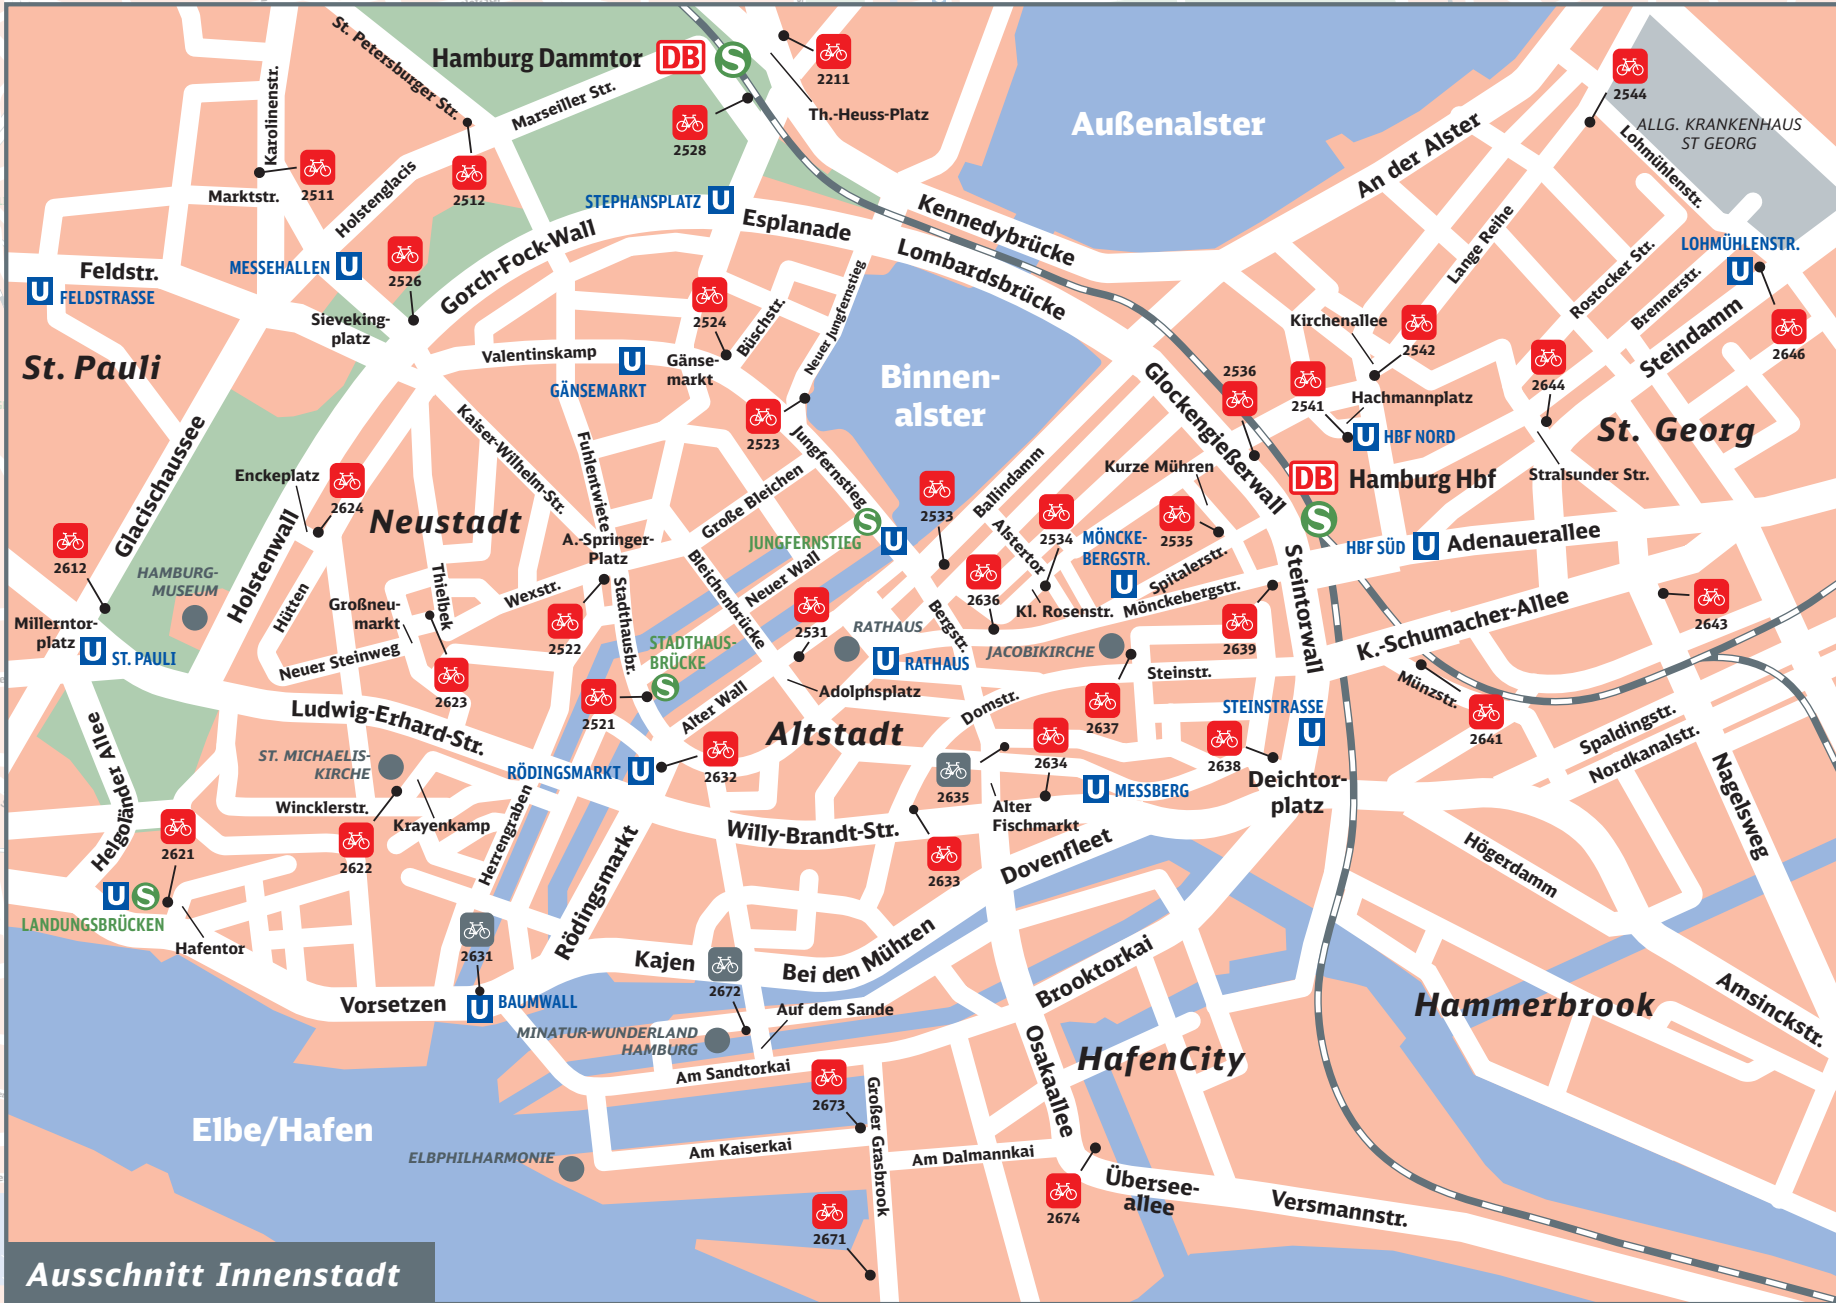 St. Petersburger Str.
Hamburg Dammtor
DB
S
2211
Th.-Heuss-Platz
2528
Marseiller Str.
Karolinenstr.
2511
Marktstr.
2512
Holstenglacis
Außenalster
An der Alster
2544
ALLG. KRANKENHAUS
ST GEORG
Lohmühlenstr.
STEPHANSPLATZ
U
Esplanade
Kennedybrücke
Lombardsbrücke
Gorch-Fock-Wall
Feldstr.
U
FELDSTRASSE
MESSEHALLEN
U
2526
Sieveking-
platz
St. Pauli
Valentinskamp
U
GÄNSEMARKT
2524
Gänse-
markt
Büschstr.
Neuer Jungfernstieg
2523
Binnen-
alster
Lange Reihe
Rostocker Str.
Brennerstr.
LOHMÜHLENSTR.
U
Steindamm
2646
Kirchenallee
2542
2541
Hachmannplatz
U
HBF NORD
2644
St. Georg
Stralsunder Str.
2536
Glockengießerwall
DB
Hamburg Hbf
S
Glacischaussee
Enckeplatz
2624
Neustadt
Kaiser-Wilhelm-Str.
Fuhlentwiete
Große Bleichen
Jungfernstieg
S
U
JUNGFERNSTIEG
2533
Ballindamm
Alstertor
2534
Kurze Mühren
2535
MÖNCKE-
BERGSTR.
U
Spitalerstr.
Mönckebergstr.
HBF SÜD
U
Adenauerallee
2612
HAMBURG-
MUSEUM
Holstenwall
Hütten
Millerntor-
platz
U
ST. PAULI
A.-Springer-
Platz
Thielbek
Großneu-
markt
Wexstr.
Neuer Steinweg
2522
2623
Stadthausbr.
Bleichenbrücke
Neuer Wall
STADTHAUS-
BRÜCKE
S
2521
Alter Wall
2531
RATHAUS
U
RATHAUS
Adolphsplatz
Bergstr.
2636
Kl. Rosenstr.
JACOBIKIRCHE
2639
Steintorwall
K.-Schumacher-Allee
2643
Steinstr.
2637
Münzstr.
2641
Domstr.
Altstadt
Ludwig-Erhard-Str.
Helgoländer Allee
ST. MICHAELIS-
KIRCHE
Wincklerstr.
Krayenkamp
2622
RÖDINGSMARKT
U
2632
Herrengraben
2635
2634
Alter
Fischmarkt
U
MESSBERG
2638
STEINSTRASSE
U
Deichtor-
platz
Spaldingstr.
Nordkanalstr.
Nagelsweg
Willy-Brandt-Str.
2633
Dovenfleet
Högerdamm
2621
U
S
LANDUNGSBRÜCKEN
Hafentor
Rödingsmarkt
2631
Vorsetzen
U
BAUMWALL
Kajen
2672
Bei den Mühren
Auf dem Sande
MINATUR-WUNDERLAND
HAMBURG
Am Sandtorkai
Brooktorkai
Osakaallee
HafenCity
Hammerbrook
Amsinckstr.
Elbe/Hafen
2673
Großer Grasbrook
Am Kaiserkai
Am Dalmannkai
ELBPHILHARMONIE
2671
2674
Übersee-
allee
Versmannstr.
Ausschnitt Innenstadt